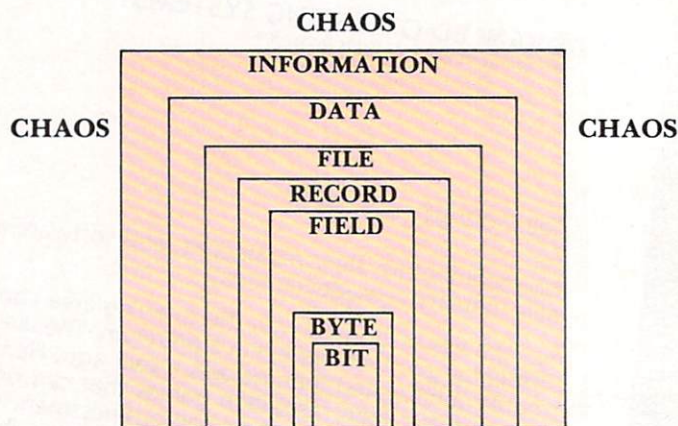 CHAOS
INFORMATION
DATA
CHAOS CHAOS
FILE
RECORD
FIELD
BYTE
BIT